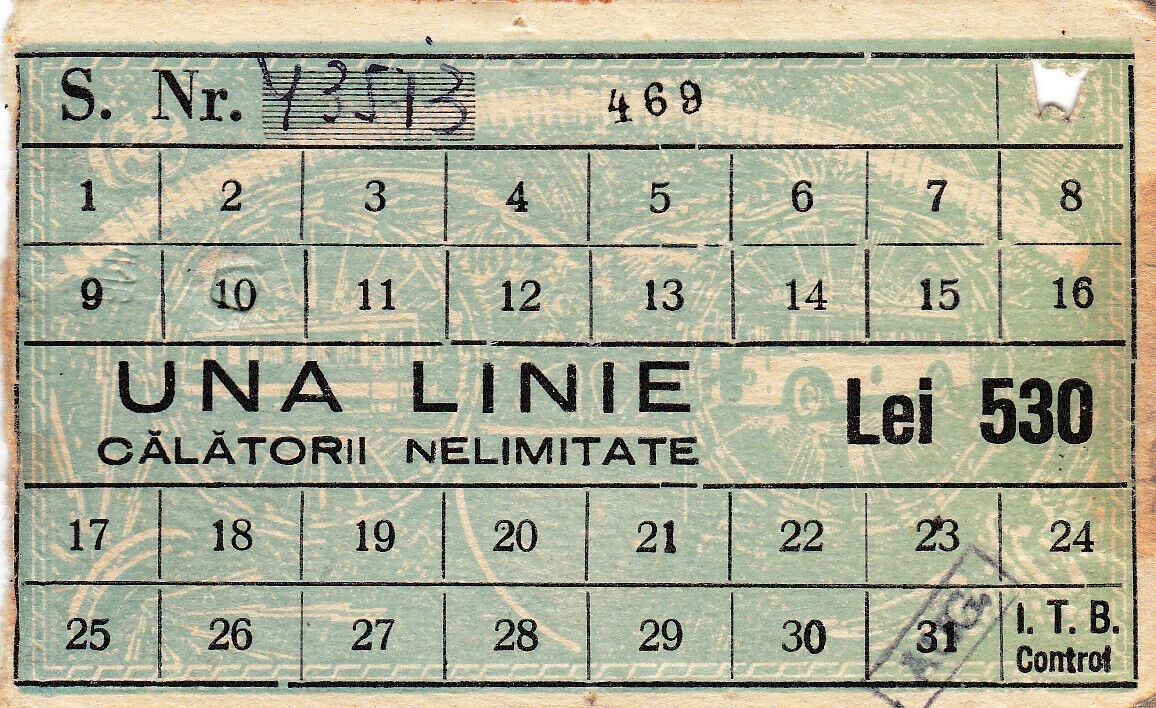 S. Nr. 43573 469
1 2 3 4 5 6 7 8
9 10 11 12 13 14 15 16
UNA LINIE
CĂLĂTORII NELIMITATE
Lei 530
17 18 19 20 21 22 23 24
25 26 27 28 29 30 31
I. T. B.
Control